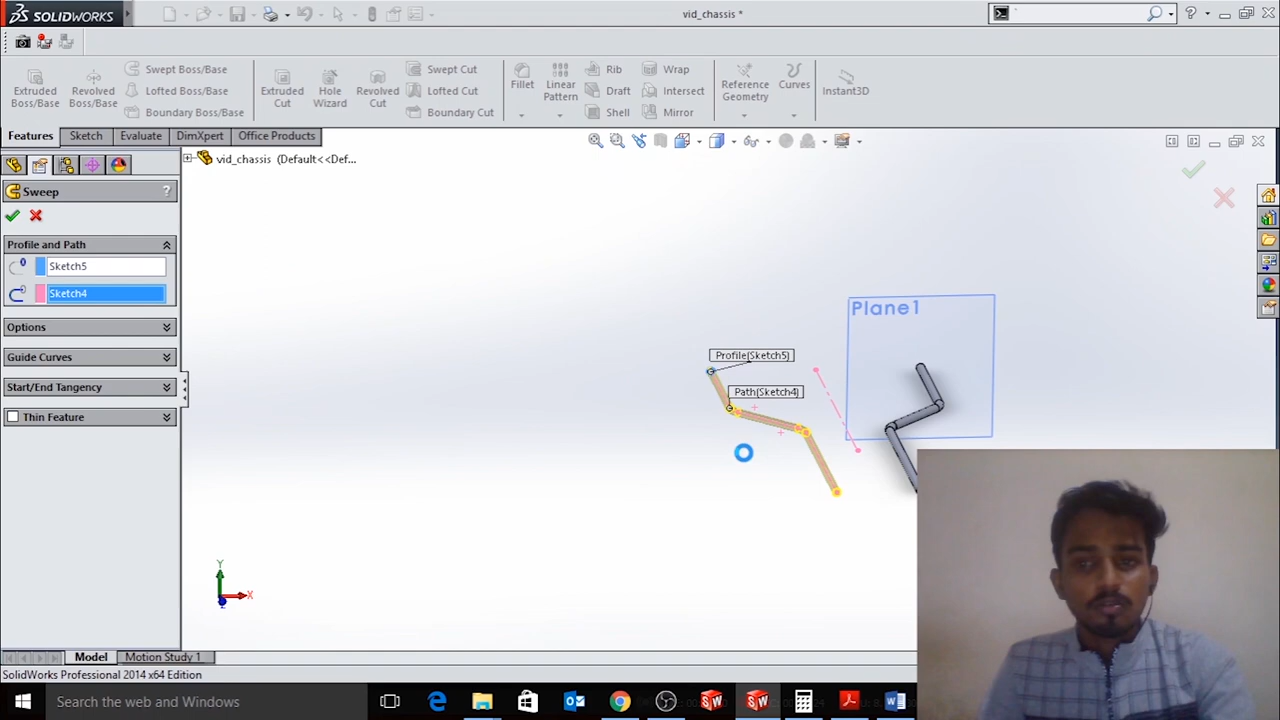 SOLIDWORKS
vid_chassis *
Extruded Boss/Base
Revolved Boss/Base
Swept Boss/Base
Lofted Boss/Base
Boundary Boss/Base
Extruded Cut
Hole Wizard
Revolved Cut
Swept Cut
Lofted Cut
Boundary Cut
Fillet
Linear Pattern
Rib
Draft
Shell
Wrap
Intersect
Mirror
Reference Geometry
Curves
Instant3D
Features
Sketch
Evaluate
DimXpert
Office Products
vid_chassis (Default<<Def...
Sweep
?
Profile and Path
Sketch5
Sketch4
Options
Guide Curves
Start/End Tangency
Thin Feature
Plane1
Profile(Sketch5)
Path(Sketch4)
Y
X
Model
Motion Study 1
SolidWorks Professional 2014 x64 Edition
Search the web and Windows